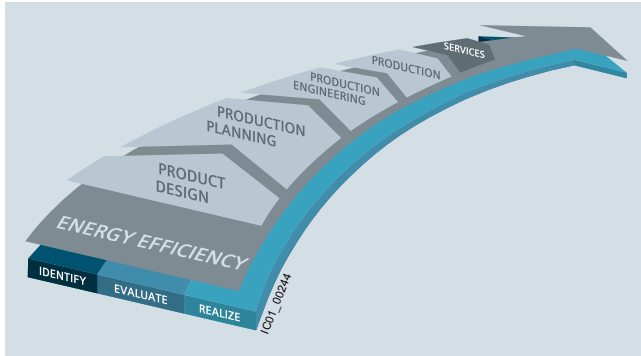 SERVICES
PRODUCTION
PRODUCTION
ENGINEERING
PRODUCTION
PLANNING
PRODUCT
DESIGN
ENERGY EFFICIENCY
IDENTIFY
EVALUATE
REALIZE
IC01_00244